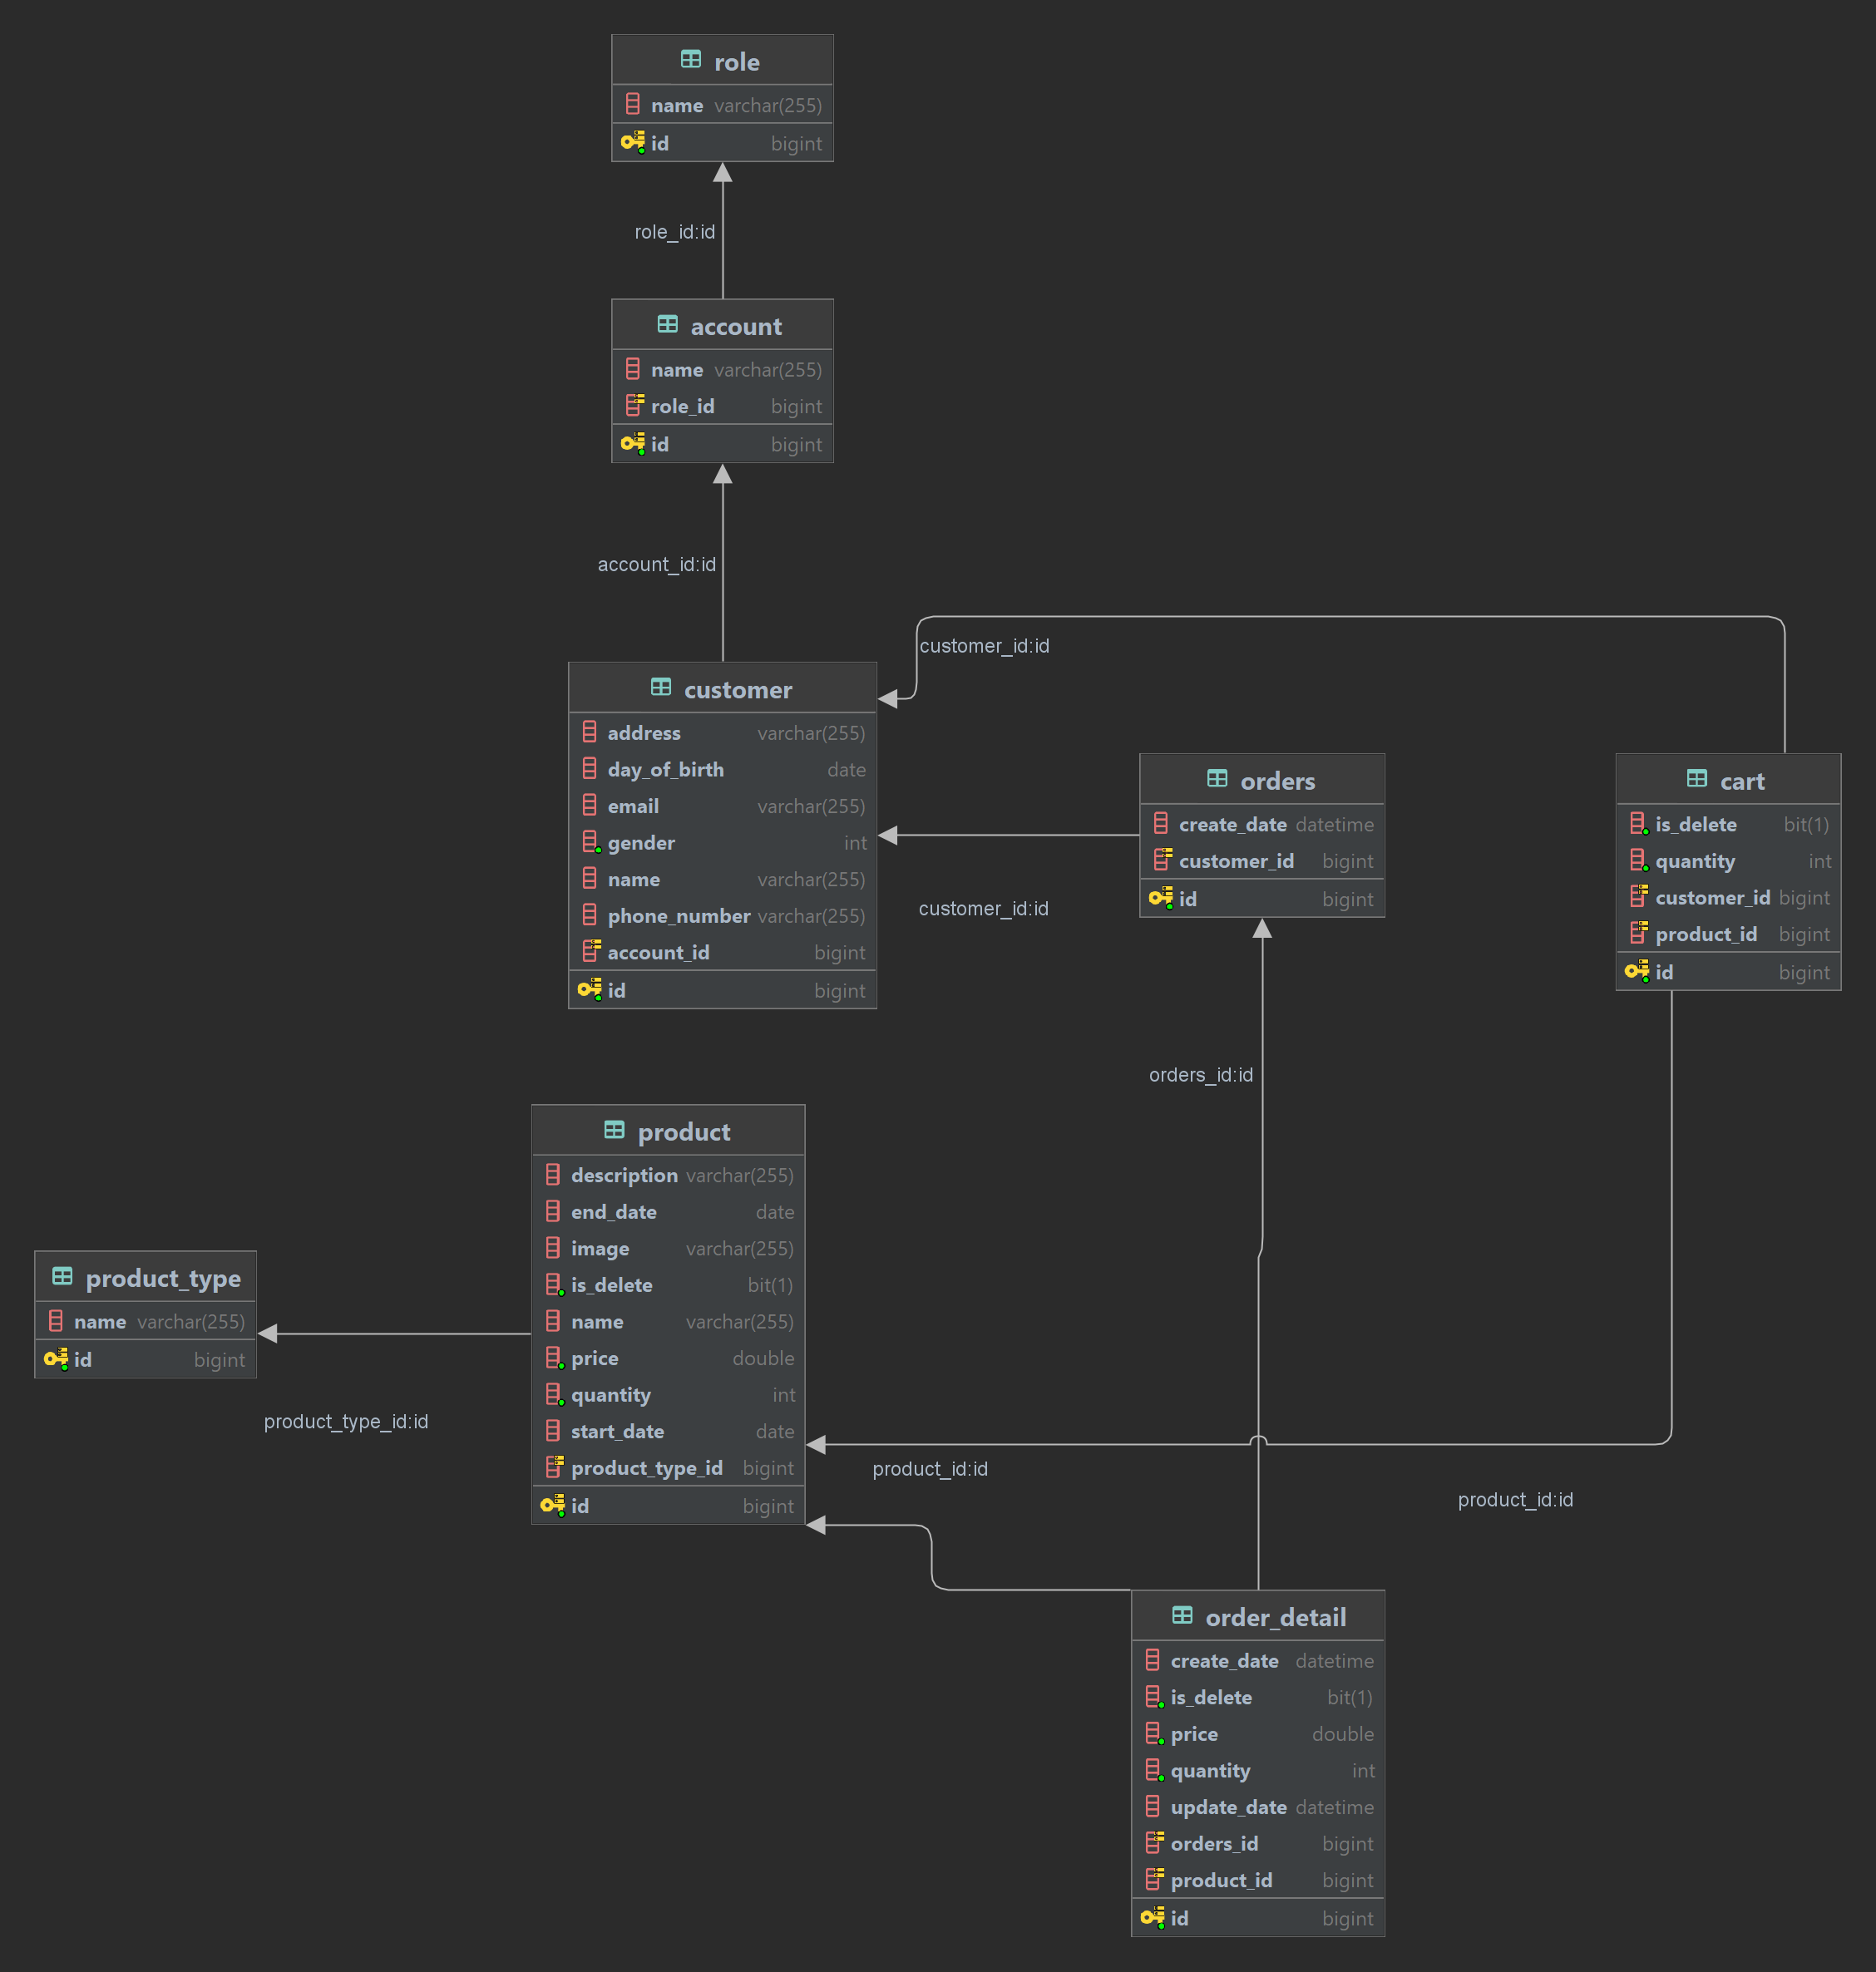 role
name varchar(255)
id bigint
role_id:id
account
name varchar(255)
role_id bigint
id bigint
account_id:id
customer_id:id
customer
address varchar(255)
day_of_birth date
email varchar(255)
gender int
name varchar(255)
phone_number varchar(255)
account_id bigint
id bigint
customer_id:id
orders
create_date datetime
customer_id bigint
id bigint
cart
is_delete bit(1)
quantity int
customer_id bigint
product_id bigint
id bigint
orders_id:id
product
description varchar(255)
end_date date
image varchar(255)
is_delete bit(1)
name varchar(255)
price double
quantity int
start_date date
product_type_id bigint
id bigint
product_type
name varchar(255)
id bigint
product_type_id:id
product_id:id
product_id:id
order_detail
create_date datetime
is_delete bit(1)
price double
quantity int
update_date datetime
orders_id bigint
product_id bigint
id bigint